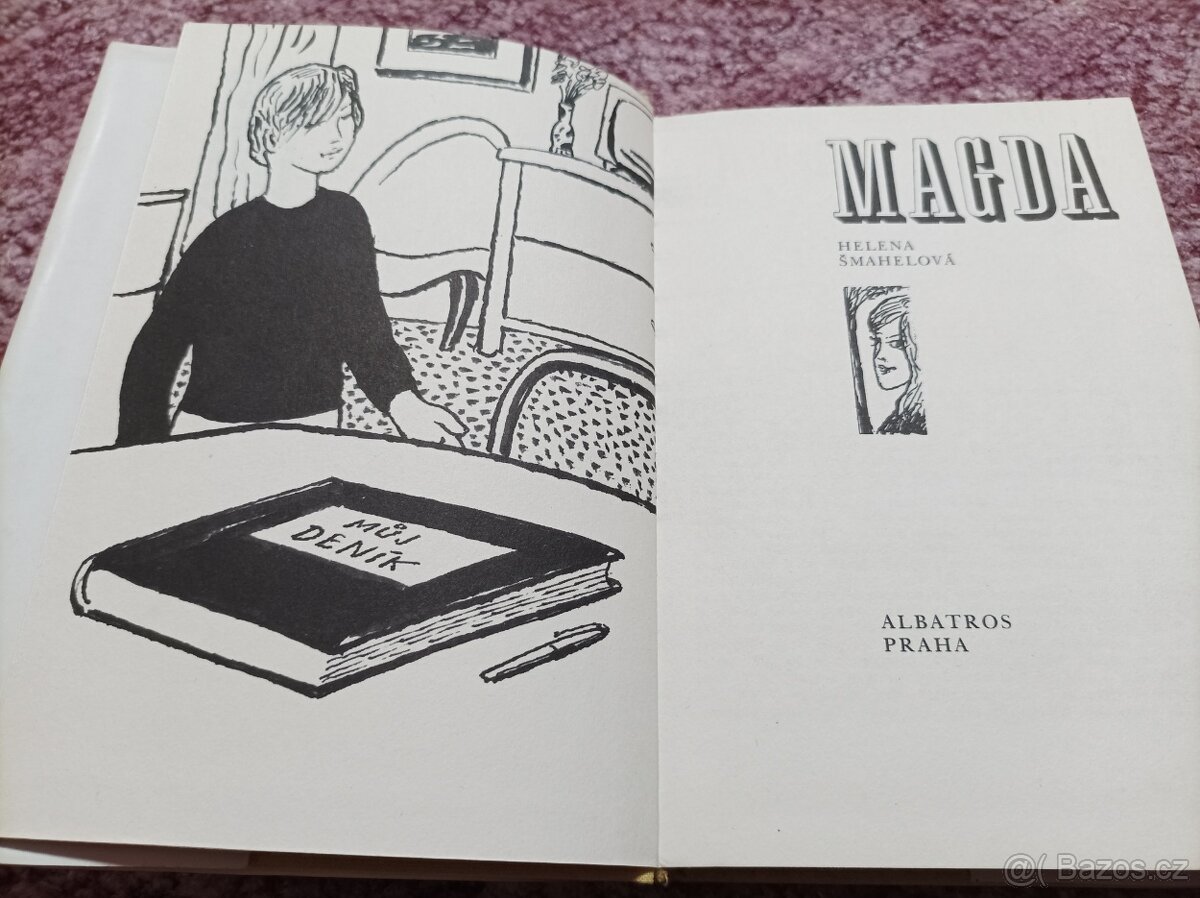 MŮJ
DENÍK
MAGDA
HELENA
ŠMAHELOVÁ
ALBATROS
PRAHA
@( Bazos.cz